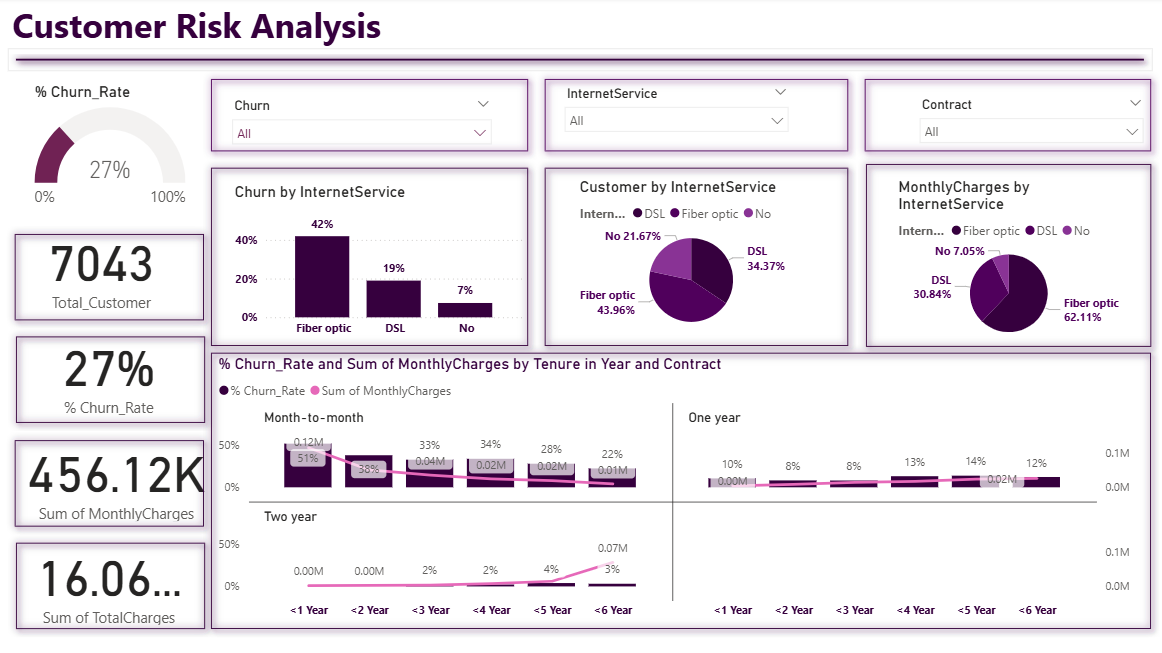 Customer Risk Analysis
% Churn_Rate
27%
0%
100%
Churn
All
InternetService
All
Contract
All
7043
Total_Customer
27%
% Churn_Rate
456.12K
Sum of MonthlyCharges
16.06...
Sum of TotalCharges
Churn by InternetService
40%
20%
0%
42%
19%
7%
Fiber optic
DSL
No
Customer by InternetService
Intern... DSL Fiber optic No
No 21.67%
DSL
34.37%
Fiber optic
43.96%
MonthlyCharges by
InternetService
Intern... Fiber optic DSL No
No 7.05%
DSL
30.84%
Fiber optic
62.11%
% Churn_Rate and Sum of MonthlyCharges by Tenure in Year and Contract
% Churn_Rate Sum of MonthlyCharges
Month-to-month
50%
0%
0.12M
51%
38%
33%
0.04M
34%
0.02M
28%
0.02M
22%
0.01M
One year
10%
0.00M
8%
8%
13%
14%
0.02M
12%
0.1M
0.0M
Two year
50%
0%
0.00M
0.00M
2%
2%
4%
0.07M
3%
0.1M
0.0M
<1 Year <2 Year <3 Year <4 Year <5 Year <6 Year
<1 Year <2 Year <3 Year <4 Year <5 Year <6 Year